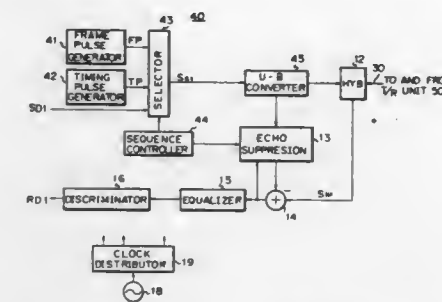 43
40
41
FRAME
PULSE
GENERATOR
FP
42
TIMING
PULSE
GENERATOR
TP
SD1
SELECTOR
SA1
45
U-B
CONVERTER
12
HYB
30
TO AND FROM
T/R UNIT 50
44
SEQUENCE
CONTROLLER
ECHO
SUPPRESION
13
16
15
RD1
DISCRIMINATOR
EQUALIZER
14
CLOCK
DISTRIBUTOR
19
18